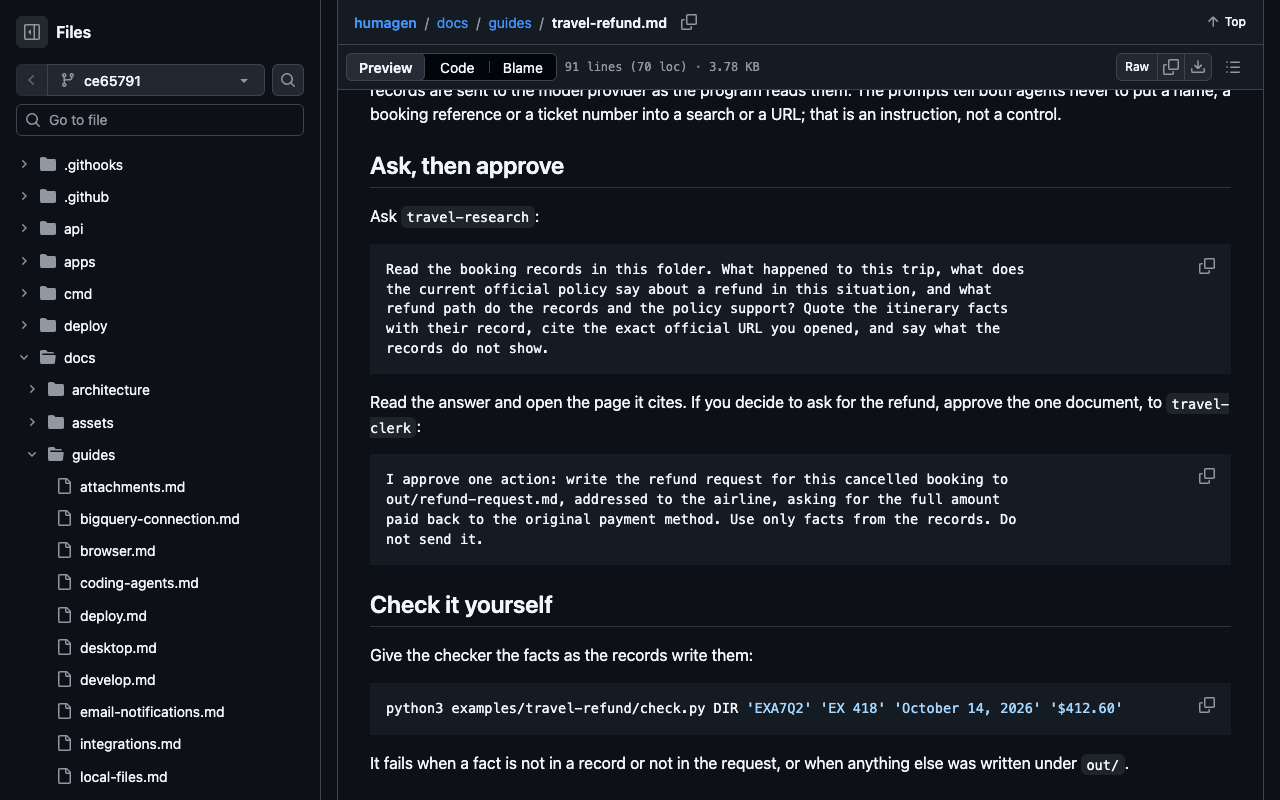 Files
humagen / docs / guides / travel-refund.md
Top
ce65791
Preview
Code
Blame
91 lines (70 loc) · 3.78 KB
Raw
Go to file
.githooks
.github
api
apps
cmd
deploy
docs
architecture
assets
guides
attachments.md
bigquery-connection.md
browser.md
coding-agents.md
deploy.md
desktop.md
develop.md
email-notifications.md
integrations.md
local-files.md
records are sent to the model provider as the program reads them. The prompts tell both agents never to put a name, a
booking reference or a ticket number into a search or a URL; that is an instruction, not a control.
Ask, then approve
Ask travel-research:
Read the booking records in this folder. What happened to this trip, what does
the current official policy say about a refund in this situation, and what
refund path do the records and the policy support? Quote the itinerary facts
with their record, cite the exact official URL you opened, and say what the
records do not show.
Read the answer and open the page it cites. If you decide to ask for the refund, approve the one document, to travel-
clerk:
I approve one action: write the refund request for this cancelled booking to
out/refund-request.md, addressed to the airline, asking for the full amount
paid back to the original payment method. Use only facts from the records. Do
not send it.
Check it yourself
Give the checker the facts as the records write them:
python3 examples/travel-refund/check.py DIR 'EXA7Q2' 'EX 418' 'October 14, 2026' '$412.60'
It fails when a fact is not in a record or not in the request, or when anything else was written under out/.